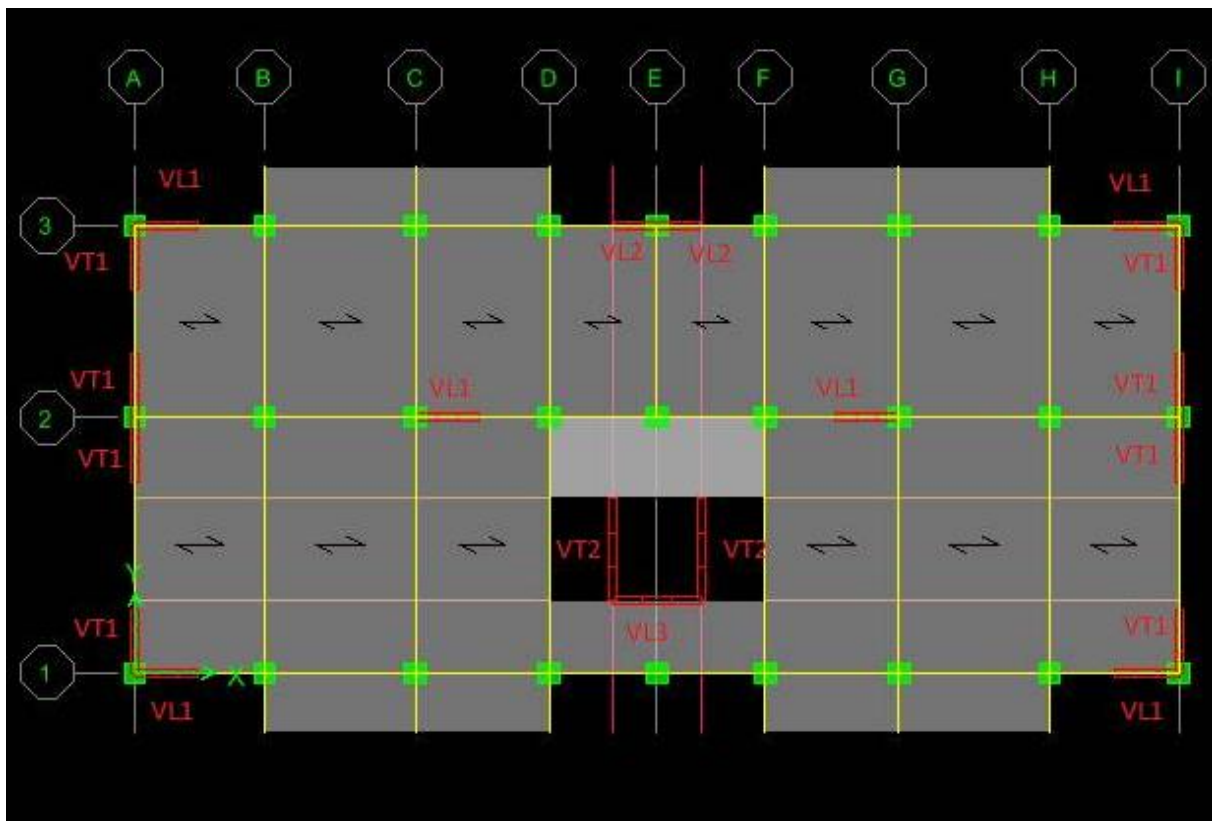 A B C D E F G H I
VL1 VL1
3
VL2 VL2
VT1 VT1
VT1 VL1 VL1 VT1
2
VT1 VT1
VT2 VT2
Y
VT1 VL3 VT1
1 X
VL1 VL1